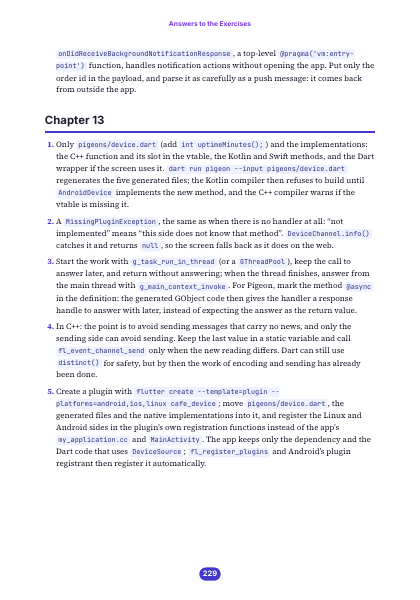 Answers to the Exercises
onDidReceiveBackgroundNotificationResponse, a top-level @pragma('vm:entry-
point') function, handles notification actions without opening the app. Put only the
order id in the payload, and parse it as carefully as a push message: it comes back
from outside the app.
Chapter 13
1. Only pigeons/device.dart (add int uptimeMinutes();) and the implementations:
the C++ function and its slot in the vtable, the Kotlin and Swift methods, and the Dart
wrapper if the screen uses it. dart run pigeon --input pigeons/device.dart
regenerates the five generated files; the Kotlin compiler then refuses to build until
AndroidDevice implements the new method, and the C++ compiler warns if the
vtable is missing it.
2. A MissingPluginException, the same as when there is no handler at all: “not
implemented” means “this side does not know that method”. DeviceChannel.info()
catches it and returns null, so the screen falls back as it does on the web.
3. Start the work with g_task_run_in_thread (or a GThreadPool), keep the call to
answer later, and return without answering; when the thread finishes, answer from
the main thread with g_main_context_invoke. For Pigeon, mark the method @async
in the definition: the generated GObject code then gives the handler a response
handle to answer with later, instead of expecting the answer as the return value.
4. In C++: the point is to avoid sending messages that carry no news, and only the
sending side can avoid sending. Keep the last value in a static variable and call
fl_event_channel_send only when the new reading differs. Dart can still use
distinct() for safety, but by then the work of encoding and sending has already
been done.
5. Create a plugin with flutter create --template=plugin --
platforms=android,ios,linux cafe_device; move pigeons/device.dart, the
generated files and the native implementations into it, and register the Linux and
Android sides in the plugin's own registration functions instead of the app's
my_application.cc and MainActivity. The app keeps only the dependency and the
Dart code that uses DeviceSource; fl_register_plugins and Android's plugin
registrant then register it automatically.
229